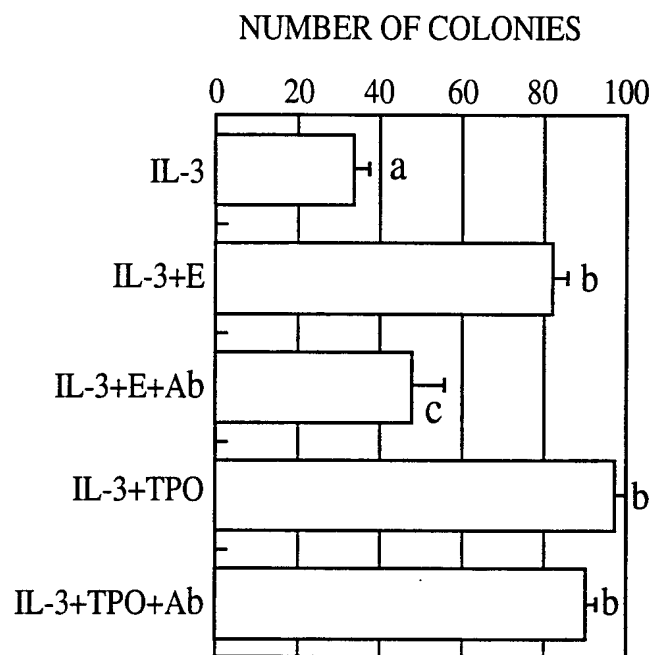 NUMBER OF COLONIES
0 20 40 60 80 100
IL-3 a
IL-3+E b
IL-3+E+Ab c
IL-3+TPO b
IL-3+TPO+Ab b